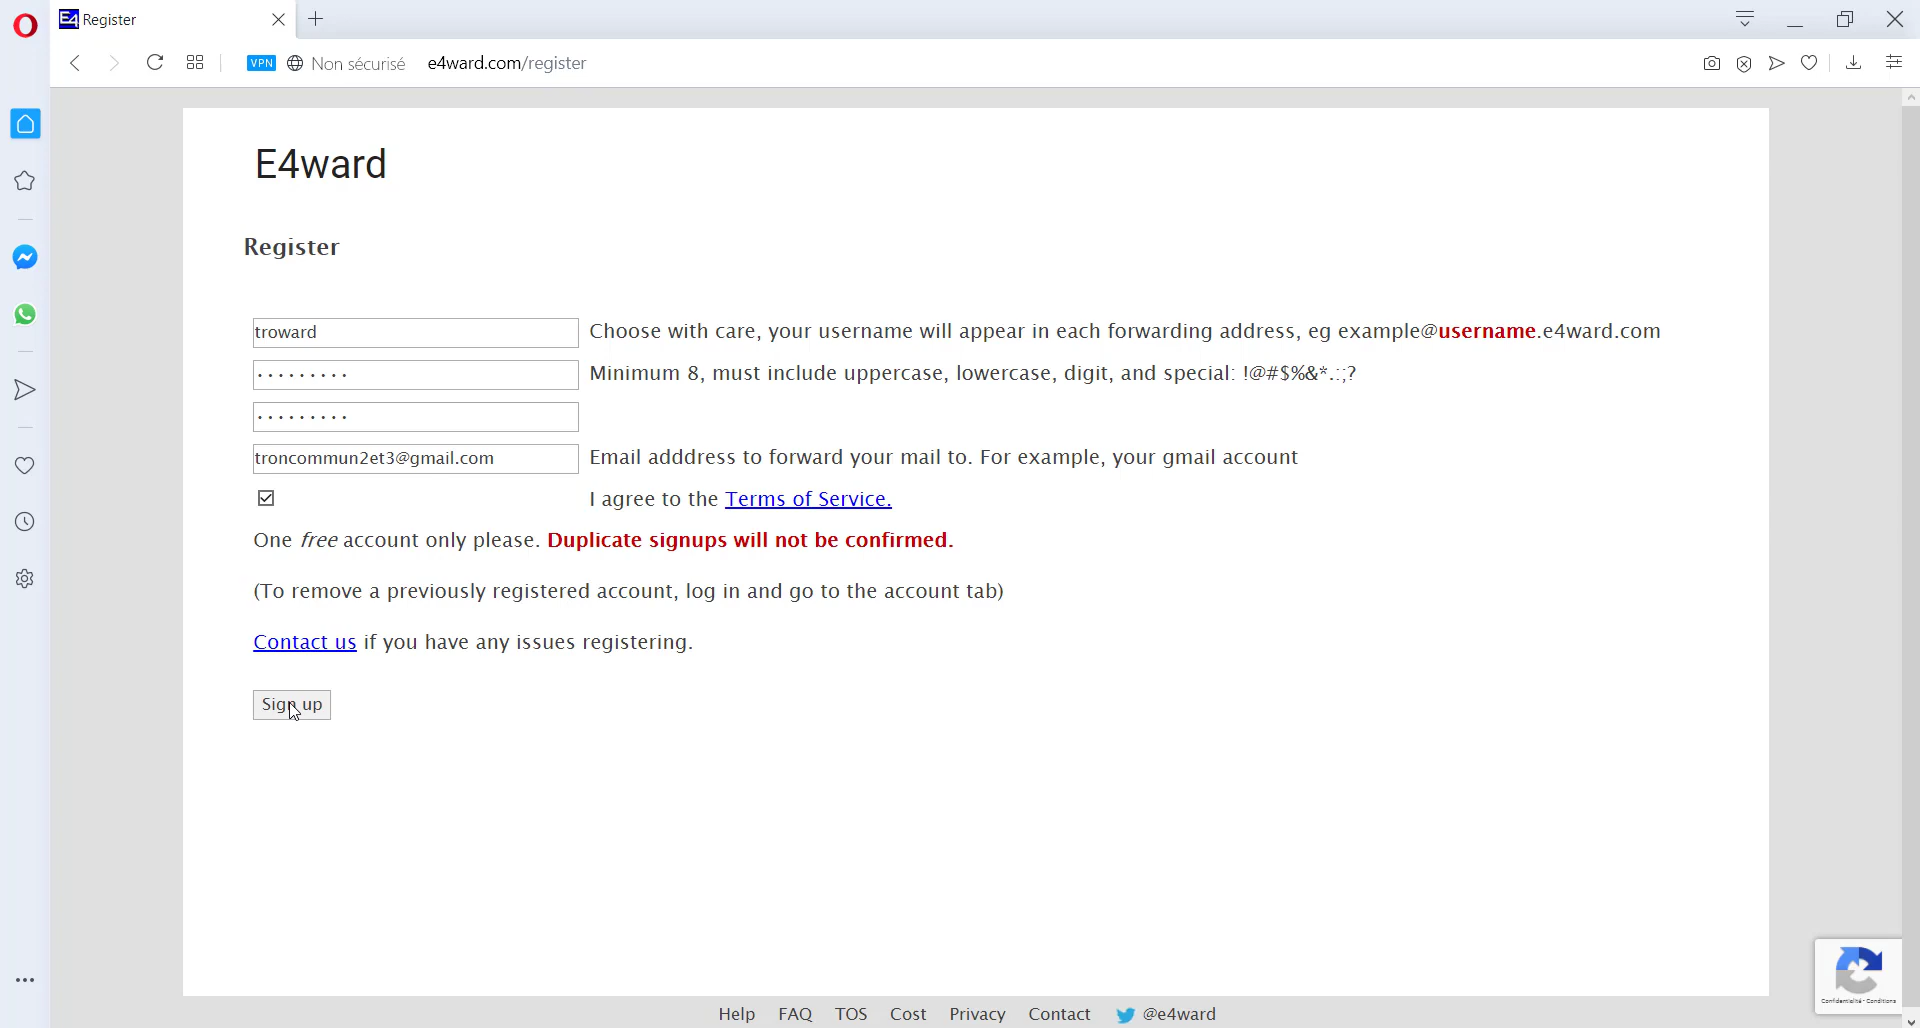 Register
VPN Non sécurisé e4ward.com/register
E4ward
Register
troward Choose with care, your username will appear in each forwarding address, eg example@username.e4ward.com
Minimum 8, must include uppercase, lowercase, digit, and special: !@#$%&*.:;?
troncommun2et3@gmail.com Email adddress to forward your mail to. For example, your gmail account
I agree to the Terms of Service.
One free account only please. Duplicate signups will not be confirmed.
(To remove a previously registered account, log in and go to the account tab)
Contact us if you have any issues registering.
Sign up
Confidentialité - Conditions
Help FAQ TOS Cost Privacy Contact @e4ward